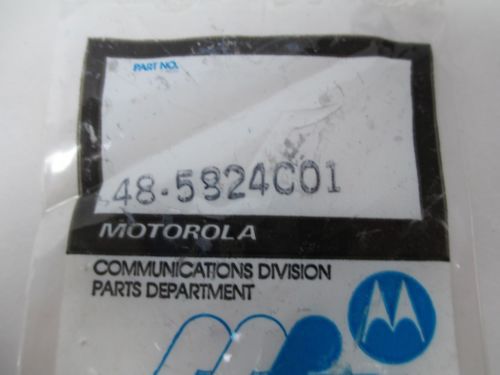 PART NO.
48-5824C01
MOTOROLA
COMMUNICATIONS DIVISION
PARTS DEPARTMENT